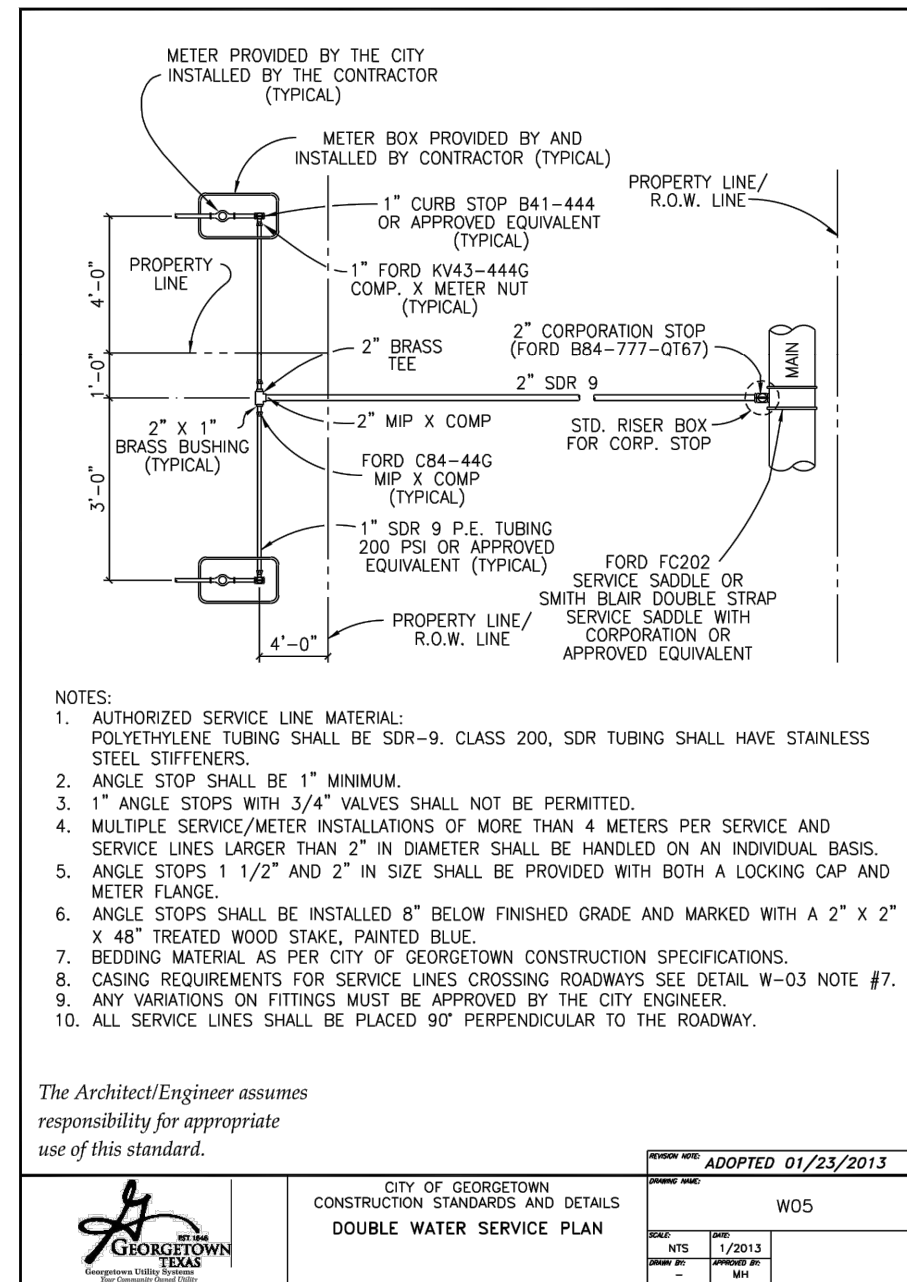 METER PROVIDED BY THE CITY
INSTALLED BY THE CONTRACTOR
(TYPICAL)
METER BOX PROVIDED BY AND
INSTALLED BY CONTRACTOR (TYPICAL)
PROPERTY LINE/
R.O.W. LINE
1" CURB STOP B41-444
OR APPROVED EQUIVALENT
(TYPICAL)
PROPERTY
LINE
4'-0"
1" FORD KV43-444G
COMP. X METER NUT
(TYPICAL)
2" BRASS
TEE
2" CORPORATION STOP
(FORD B84-777-QT67)
MAIN
1'-0"
2" SDR 9
2" X 1"
BRASS BUSHING
(TYPICAL)
2" MIP X COMP
STD. RISER BOX
FOR CORP. STOP
FORD C84-44G
MIP X COMP
(TYPICAL)
3'-0"
1" SDR 9 P.E. TUBING
200 PSI OR APPROVED
EQUIVALENT (TYPICAL)
FORD FC202
SERVICE SADDLE OR
SMITH BLAIR DOUBLE STRAP
SERVICE SADDLE WITH
CORPORATION OR
APPROVED EQUIVALENT
PROPERTY LINE/
R.O.W. LINE
4'-0"
NOTES:
1. AUTHORIZED SERVICE LINE MATERIAL:
POLYETHYLENE TUBING SHALL BE SDR-9. CLASS 200, SDR TUBING SHALL HAVE STAINLESS
STEEL STIFFENERS.
2. ANGLE STOP SHALL BE 1" MINIMUM.
3. 1" ANGLE STOPS WITH 3/4" VALVES SHALL NOT BE PERMITTED.
4. MULTIPLE SERVICE/METER INSTALLATIONS OF MORE THAN 4 METERS PER SERVICE AND
SERVICE LINES LARGER THAN 2" IN DIAMETER SHALL BE HANDLED ON AN INDIVIDUAL BASIS.
5. ANGLE STOPS 1 1/2" AND 2" IN SIZE SHALL BE PROVIDED WITH BOTH A LOCKING CAP AND
METER FLANGE.
6. ANGLE STOPS SHALL BE INSTALLED 8" BELOW FINISHED GRADE AND MARKED WITH A 2" X 2"
X 48" TREATED WOOD STAKE, PAINTED BLUE.
7. BEDDING MATERIAL AS PER CITY OF GEORGETOWN CONSTRUCTION SPECIFICATIONS.
8. CASING REQUIREMENTS FOR SERVICE LINES CROSSING ROADWAYS SEE DETAIL W-03 NOTE #7.
9. ANY VARIATIONS ON FITTINGS MUST BE APPROVED BY THE CITY ENGINEER.
10. ALL SERVICE LINES SHALL BE PLACED 90° PERPENDICULAR TO THE ROADWAY.
The Architect/Engineer assumes
responsibility for appropriate
use of this standard.
REVISION NOTE:
ADOPTED 01/23/2013
EST. 1848
GEORGETOWN
TEXAS
Georgetown Utility Systems
Your Community Owned Utility
CITY OF GEORGETOWN
CONSTRUCTION STANDARDS AND DETAILS
DOUBLE WATER SERVICE PLAN
DRAWING NAME:
W05
SCALE:
NTS
DATE:
1/2013
DRAWN BY:
-
APPROVED BY:
MH